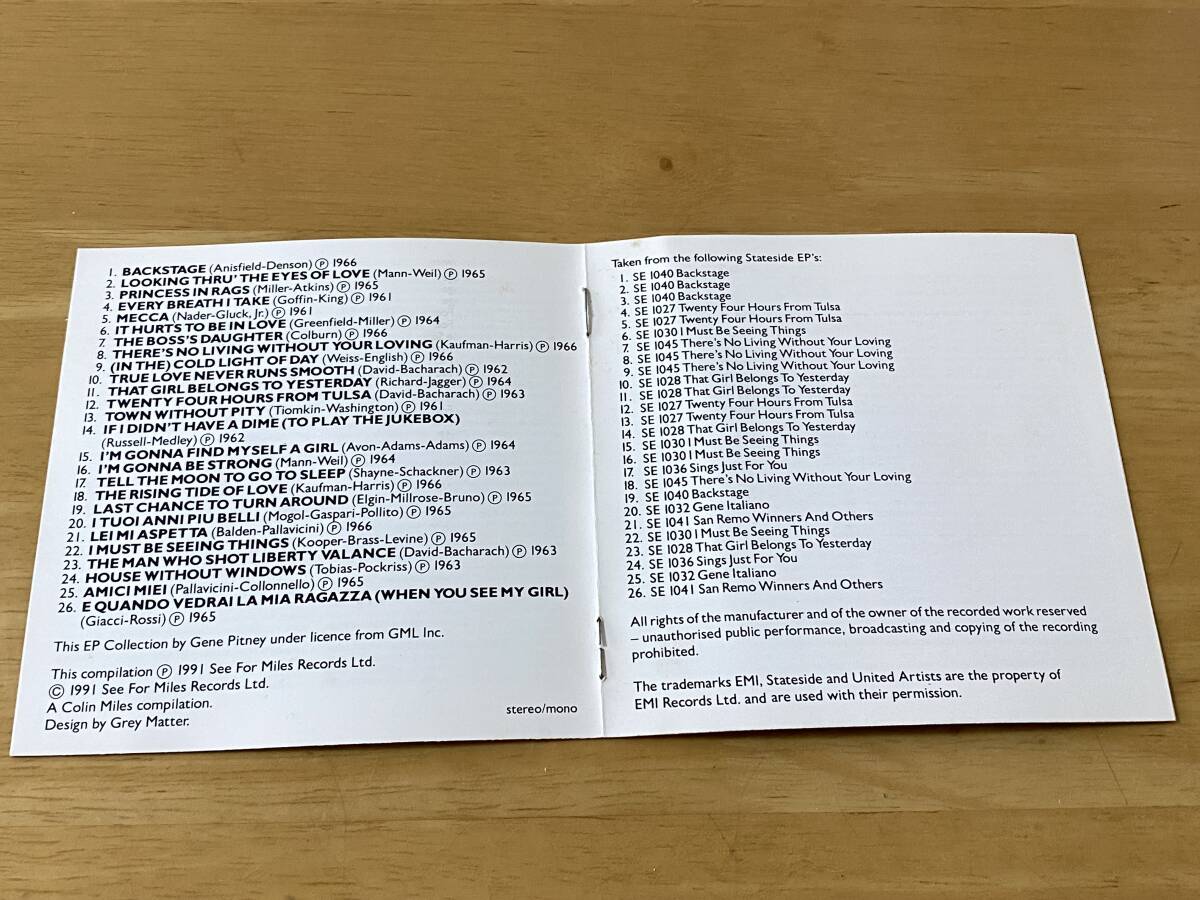 1. BACKSTAGE (Anisfield-Denson) Ⓟ 1966
2. LOOKING THRU' THE EYES OF LOVE (Mann-Weil) Ⓟ 1965
3. PRINCESS IN RAGS (Miller-Atkins) Ⓟ 1965
4. EVERY BREATH I TAKE (Goffin-King) Ⓟ 1961
5. MECCA (Nader-Gluck, Jr.) Ⓟ 1961
6. IT HURTS TO BE IN LOVE (Greenfield-Miller) Ⓟ 1964
7. THE BOSS'S DAUGHTER (Colburn) Ⓟ 1966
8. THERE'S NO LIVING WITHOUT YOUR LOVING (Kaufman-Harris) Ⓟ 1966
9. (IN THE) COLD LIGHT OF DAY (Weiss-English) Ⓟ 1966
10. TRUE LOVE NEVER RUNS SMOOTH (David-Bacharach) Ⓟ 1962
11. THAT GIRL BELONGS TO YESTERDAY (Richard-Jagger) Ⓟ 1964
12. TWENTY FOUR HOURS FROM TULSA (David-Bacharach) Ⓟ 1963
13. TOWN WITHOUT PITY (Tiomkin-Washington) Ⓟ 1961
14. IF I DIDN'T HAVE A DIME (TO PLAY THE JUKEBOX)
(Russell-Medley) Ⓟ 1962
15. I'M GONNA FIND MYSELF A GIRL (Avon-Adams-Adams) Ⓟ 1964
16. I'M GONNA BE STRONG (Mann-Weil) Ⓟ 1964
17. TELL THE MOON TO GO TO SLEEP (Shayne-Schackner) Ⓟ 1963
18. THE RISING TIDE OF LOVE (Kaufman-Harris) Ⓟ 1966
19. LAST CHANCE TO TURN AROUND (Elgin-Millrose-Bruno) Ⓟ 1965
20. I TUOI ANNI PIU BELLI (Mogol-Gaspari-Pollito) Ⓟ 1965
21. LEI MI ASPETTA (Balden-Pallavicini) Ⓟ 1966
22. I MUST BE SEEING THINGS (Kooper-Brass-Levine) Ⓟ 1965
23. THE MAN WHO SHOT LIBERTY VALANCE (David-Bacharach) Ⓟ 1963
24. HOUSE WITHOUT WINDOWS (Tobias-Pockriss) Ⓟ 1963
25. AMICI MIEI (Pallavicini-Collonnello) Ⓟ 1965
26. E QUANDO VEDRAI LA MIA RAGAZZA (WHEN YOU SEE MY GIRL)
(Giacci-Rossi) Ⓟ 1965
This EP Collection by Gene Pitney under licence from GML Inc.
This compilation Ⓟ 1991 See For Miles Records Ltd.
© 1991 See For Miles Records Ltd.
A Colin Miles compilation.
Design by Grey Matter.
stereo/mono
Taken from the following Stateside EP's:
1. SE 1040 Backstage
2. SE 1040 Backstage
3. SE 1040 Backstage
4. SE 1027 Twenty Four Hours From Tulsa
5. SE 1027 Twenty Four Hours From Tulsa
6. SE 1030 I Must Be Seeing Things
7. SE 1045 There's No Living Without Your Loving
8. SE 1045 There's No Living Without Your Loving
9. SE 1045 There's No Living Without Your Loving
10. SE 1028 That Girl Belongs To Yesterday
11. SE 1028 That Girl Belongs To Yesterday
12. SE 1027 Twenty Four Hours From Tulsa
13. SE 1027 Twenty Four Hours From Tulsa
14. SE 1028 That Girl Belongs To Yesterday
15. SE 1030 I Must Be Seeing Things
16. SE 1030 I Must Be Seeing Things
17. SE 1036 Sings Just For You
18. SE 1045 There's No Living Without Your Loving
19. SE 1040 Backstage
20. SE 1032 Gene Italiano
21. SE 1041 San Remo Winners And Others
22. SE 1030 I Must Be Seeing Things
23. SE 1028 That Girl Belongs To Yesterday
24. SE 1036 Sings Just For You
25. SE 1032 Gene Italiano
26. SE 1041 San Remo Winners And Others
All rights of the manufacturer and of the owner of the recorded work reserved
– unauthorised public performance, broadcasting and copying of the recording
prohibited.
The trademarks EMI, Stateside and United Artists are the property of
EMI Records Ltd. and are used with their permission.